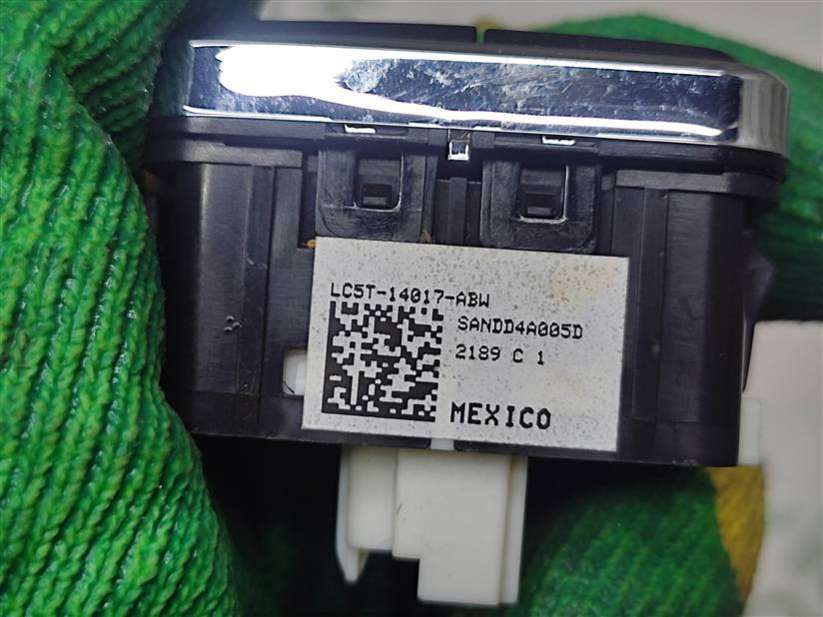 LC5T-14017-ABW
SANDD4A005D
2189 C 1
MEXICO